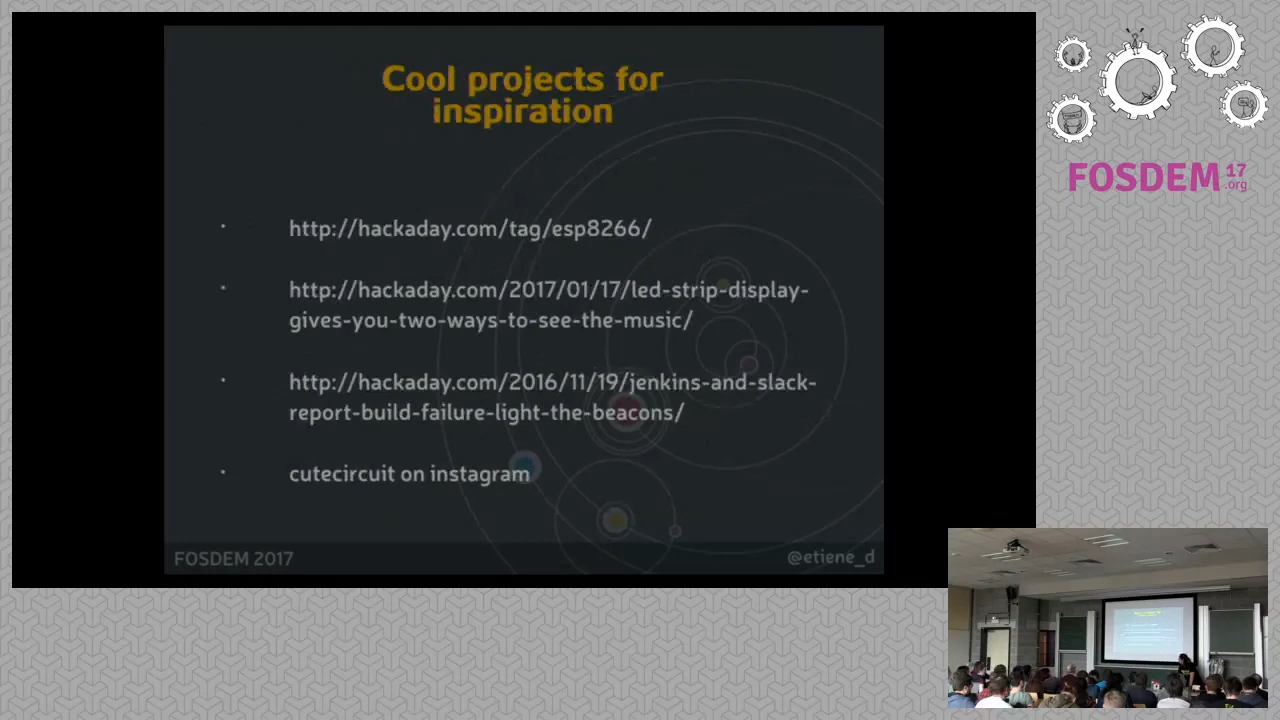 Cool projects for
inspiration
http://hackaday.com/tag/esp8266/
http://hackaday.com/2017/01/17/led-strip-display-
gives-you-two-ways-to-see-the-music/
http://hackaday.com/2016/11/19/jenkins-and-slack-
report-build-failure-light-the-beacons/
cutecircuit on instagram
FOSDEM 2017
@etiene_d
FOSDEM 17
.org